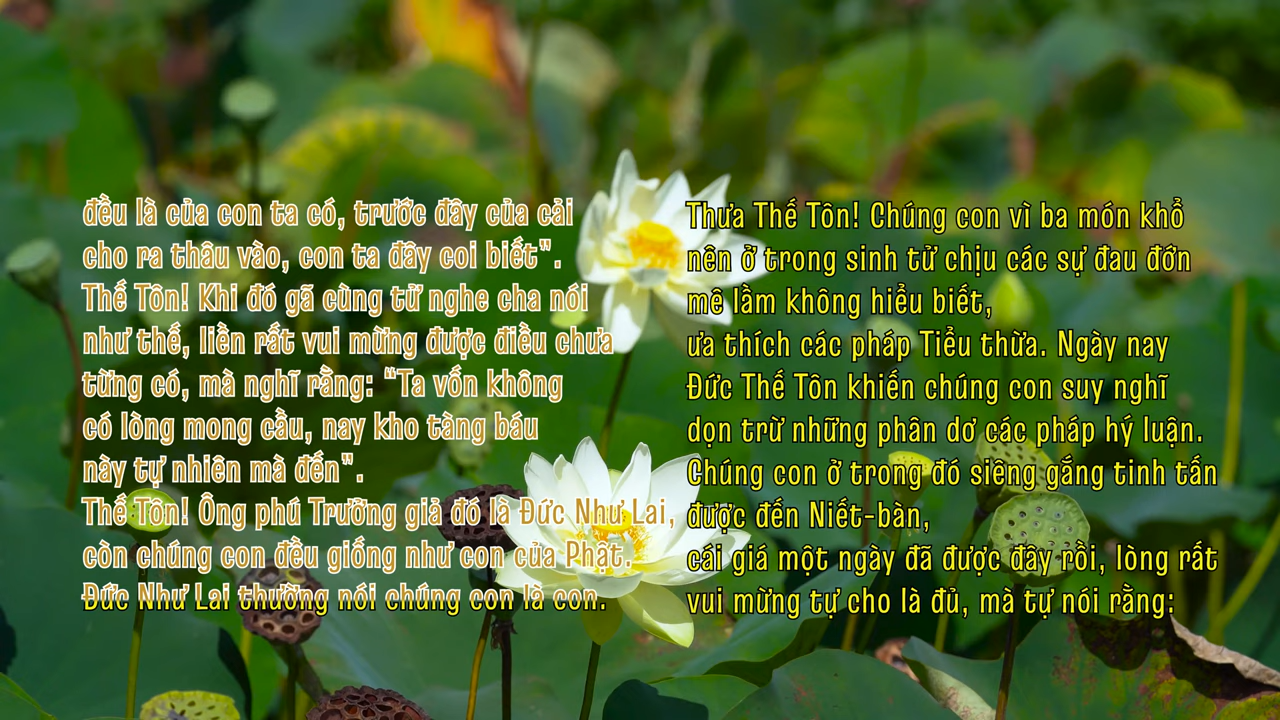 đều là của con ta có, trước đây của cải
cho ra thâu vào, con ta đây coi biết”.
Thế Tôn! Khi đó gã cùng tử nghe cha nói
như thế, liền rất vui mừng được điều chưa
từng có, mà nghĩ rằng: “Ta vốn không
có lòng mong cầu, nay kho tàng báu
này tự nhiên mà đến”.
Thế Tôn! Ông phú Trưởng giả đó là Đức Như Lai,
còn chúng con đều giống như con của Phật.
Đức Như Lai thường nói chúng con là con.
Thưa Thế Tôn! Chúng con vì ba món khổ
nên ở trong sinh tử chịu các sự đau đớn
mê lầm không hiểu biết,
ưa thích các pháp Tiểu thừa. Ngày nay
Đức Thế Tôn khiến chúng con suy nghĩ
dọn trừ những phân dơ các pháp hý luận.
Chúng con ở trong đó siêng gắng tinh tấn
được đến Niết-bàn,
cái giá một ngày đã được đây rồi, lòng rất
vui mừng tự cho là đủ, mà tự nói rằng: